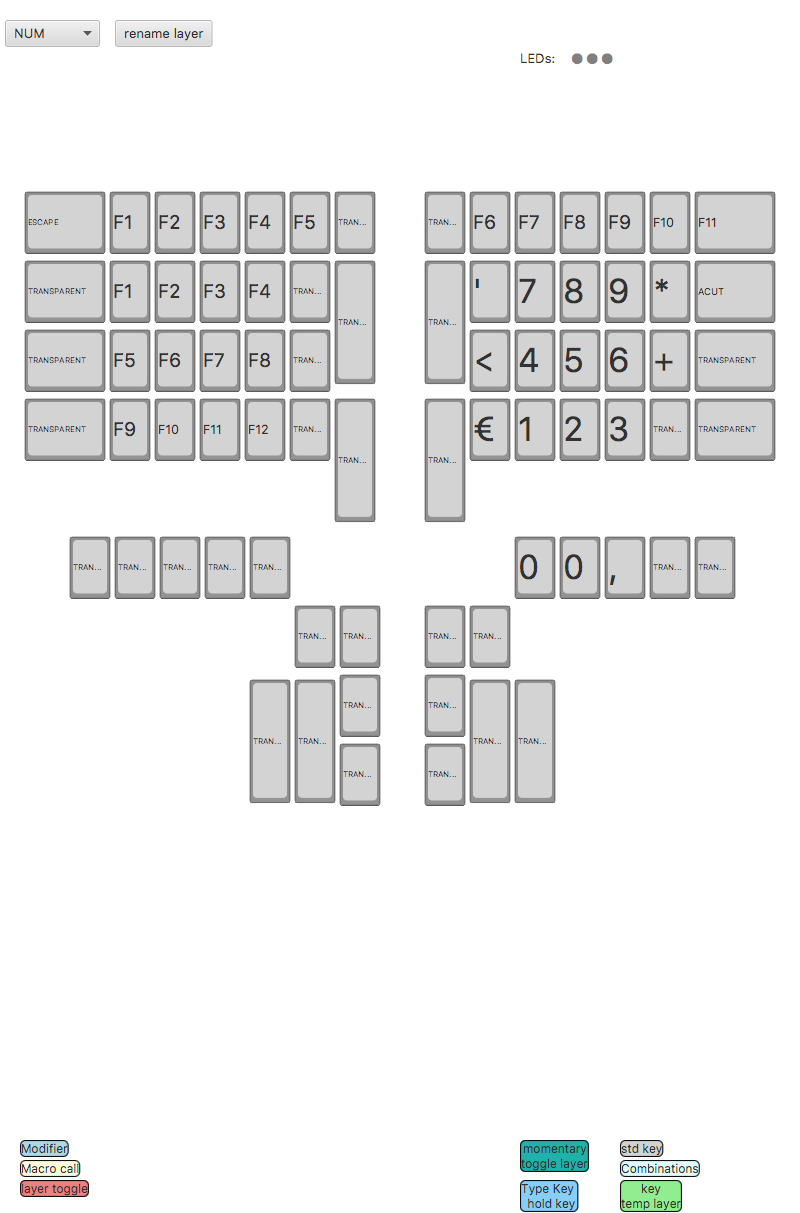 NUM rename layer
LEDs:
ESCAPE F1 F2 F3 F4 F5 TRAN... TRAN... F6 F7 F8 F9 F10 F11
TRANSPARENT F1 F2 F3 F4 TRAN... ' 7 8 9 * ACUT
TRAN... TRAN...
TRANSPARENT F5 F6 F7 F8 TRAN... < 4 5 6 + TRANSPARENT
TRANSPARENT F9 F10 F11 F12 TRAN... € 1 2 3 TRAN... TRANSPARENT
TRAN... TRAN...
TRAN... TRAN... TRAN... TRAN... TRAN... 0 0 , TRAN... TRAN...
TRAN... TRAN... TRAN... TRAN...
TRAN... TRAN...
TRAN... TRAN... TRAN... TRAN...
TRAN... TRAN...
Modifier
Macro call
layer toggle
momentary
toggle layer
Type Key
hold key
std key
Combinations
key
temp layer